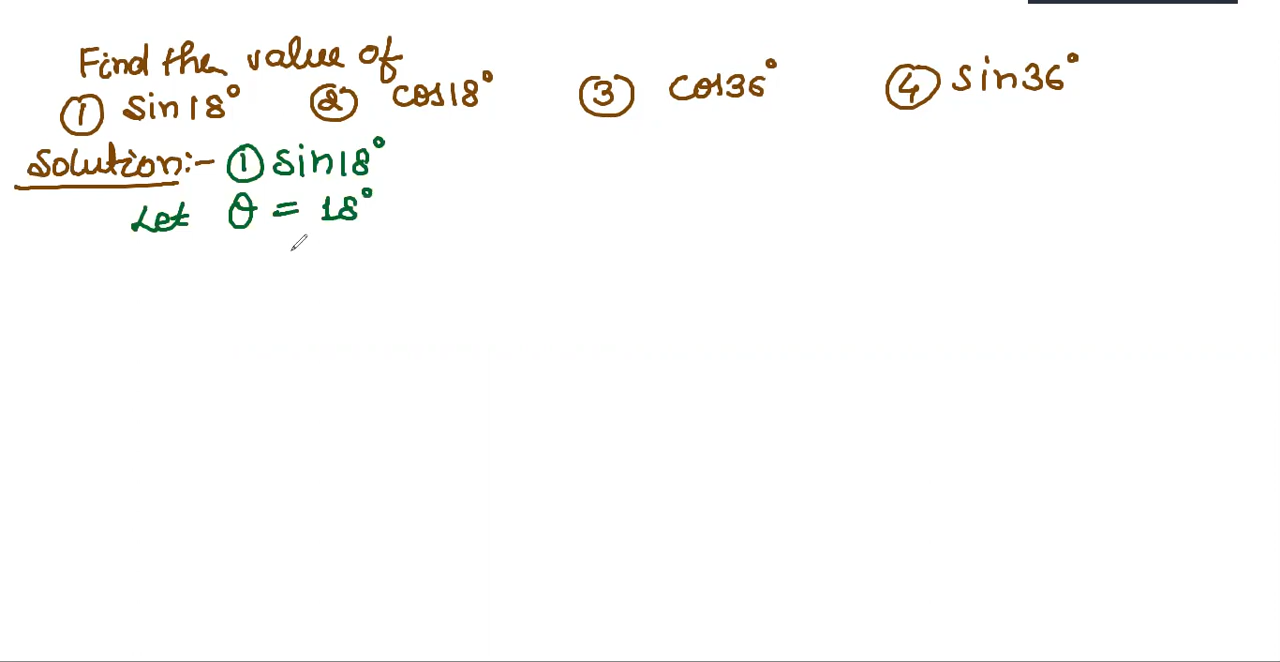 Find the value of
① sin18° ② cos18° ③ cos36° ④ sin36°
Solution:- ① sin18°
Let θ = 18°